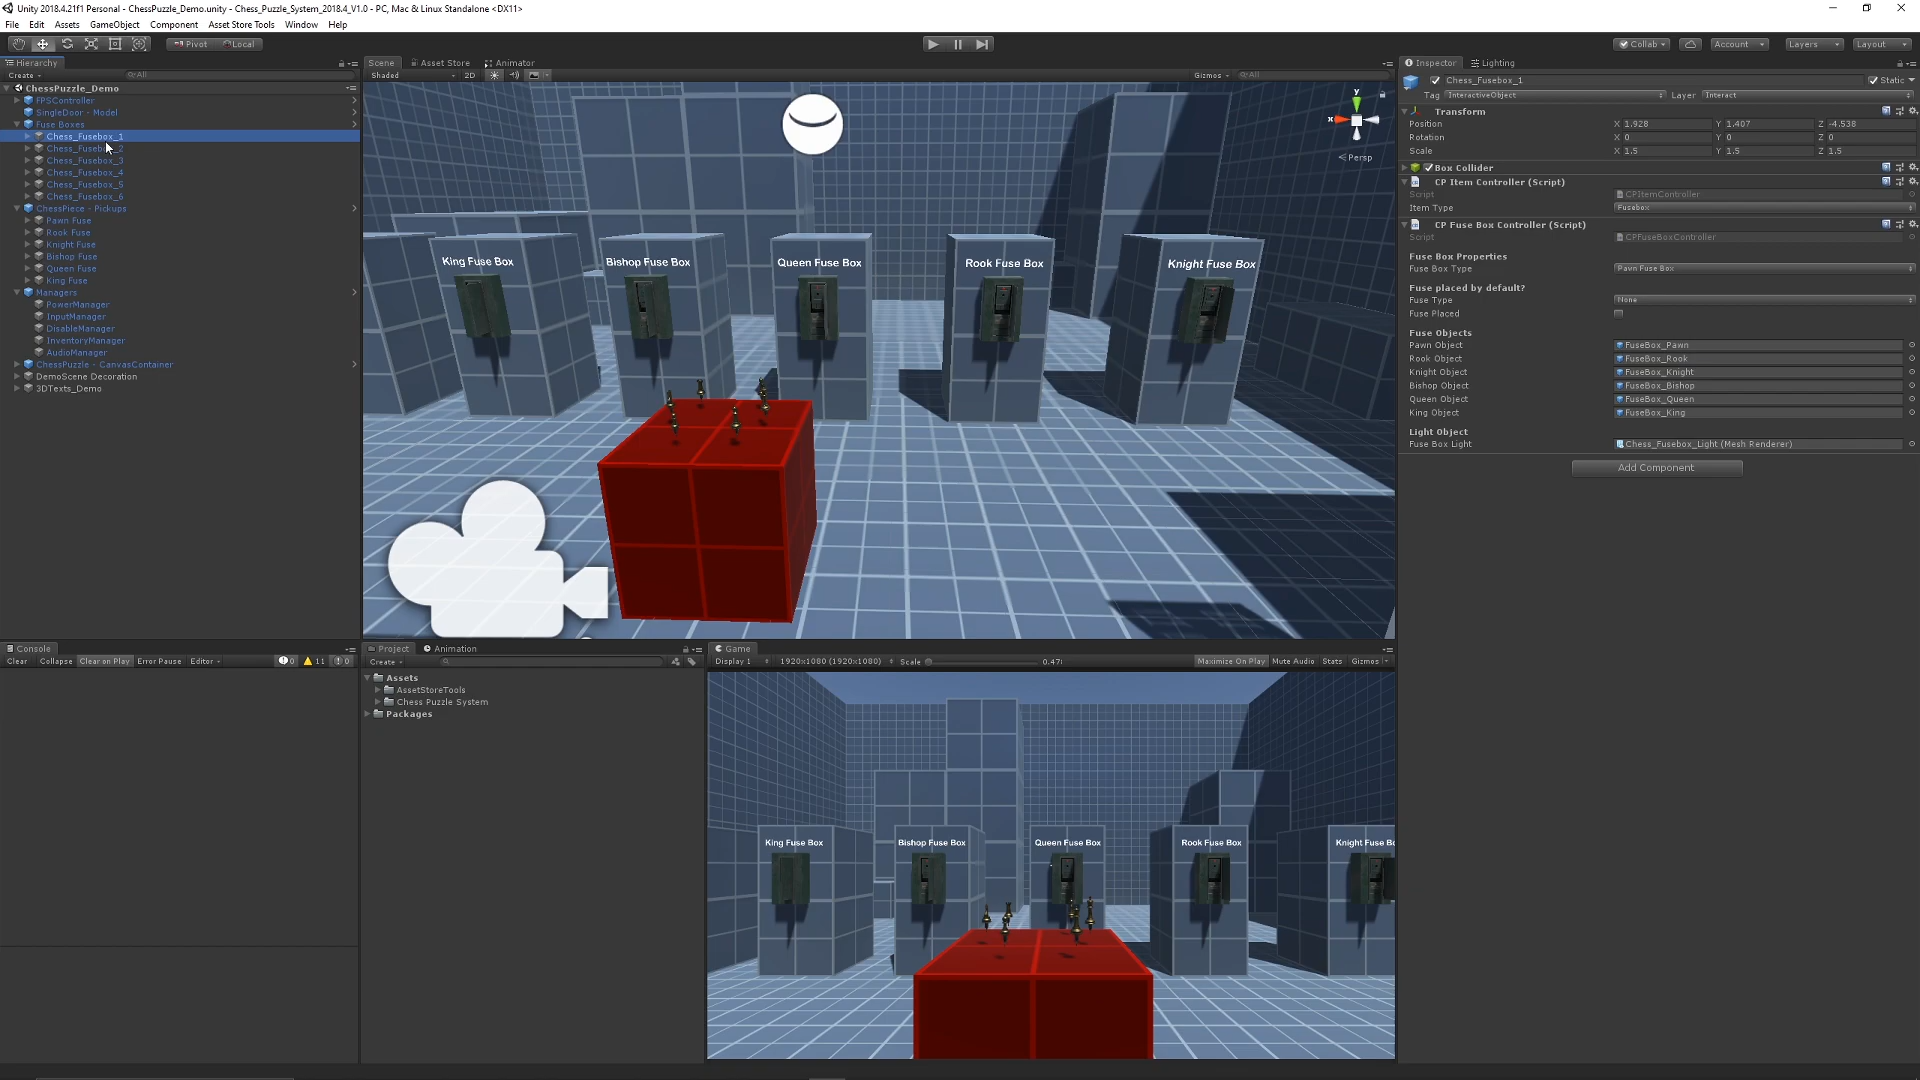 Unity 2018.4.21f1 Personal - ChessPuzzle_Demo.unity - Chess_Puzzle_System_2018.4_V1.0 - PC, Mac & Linux Standalone <DX11>
File Edit Assets GameObject Component Asset Store Tools Window Help
Pivot Local Collab Account Layers Layout
Hierarchy
Create All
ChessPuzzle_Demo
FPSController
SingleDoor - Model
Fuse Boxes
Chess_Fusebox_1
Chess_Fusebox_2
Chess_Fusebox_3
Chess_Fusebox_4
Chess_Fusebox_5
Chess_Fusebox_6
ChessPiece - Pickups
Pawn Fuse
Rook Fuse
Knight Fuse
Bishop Fuse
Queen Fuse
King Fuse
Managers
PowerManager
InputManager
DisableManager
InventoryManager
AudioManager
ChessPuzzle - CanvasContainer
DemoScene Decoration
3DTexts_Demo
Scene Asset Store Animator
Shaded 2D Gizmos All
y
x
Persp
King Fuse Box
Bishop Fuse Box
Queen Fuse Box
Rook Fuse Box
Knight Fuse Box
Inspector Lighting
Chess_Fusebox_1 Static
Tag InteractiveObject Layer Interact
Transform
Position X 1.928 Y 1.407 Z -4.538
Rotation X 0 Y 0 Z 0
Scale X 1.5 Y 1.5 Z 1.5
Box Collider
CP Item Controller (Script)
Script CPItemController
Item Type Fusebox
CP Fuse Box Controller (Script)
Script CPFuseBoxController
Fuse Box Properties
Fuse Box Type Pawn Fuse Box
Fuse placed by default?
Fuse Type None
Fuse Placed
Fuse Objects
Pawn Object FuseBox_Pawn
Rook Object FuseBox_Rook
Knight Object FuseBox_Knight
Bishop Object FuseBox_Bishop
Queen Object FuseBox_Queen
King Object FuseBox_King
Light Object
Fuse Box Light Chess_Fusebox_Light (Mesh Renderer)
Add Component
Console
Clear Collapse Clear on Play Error Pause Editor 0 11 0
Project Animation
Create
Assets
AssetStoreTools
Chess Puzzle System
Packages
Game
Display 1 1920x1080 (1920x1080) Scale 0.47: Maximize On Play Mute Audio Stats Gizmos
King Fuse Box
Bishop Fuse Box
Queen Fuse Box
Rook Fuse Box
Knight Fuse Bo